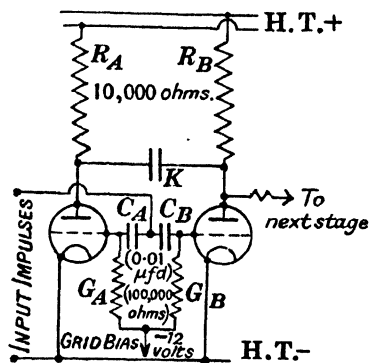 H.T.+
R_A R_B
10,000 ohms.
K
To
next stage
INPUT IMPULSES
C_A C_B
(0·01
μfd)
G_A (100,000 G_B
ohms)
GRID BIAS -12
volts
H.T.-